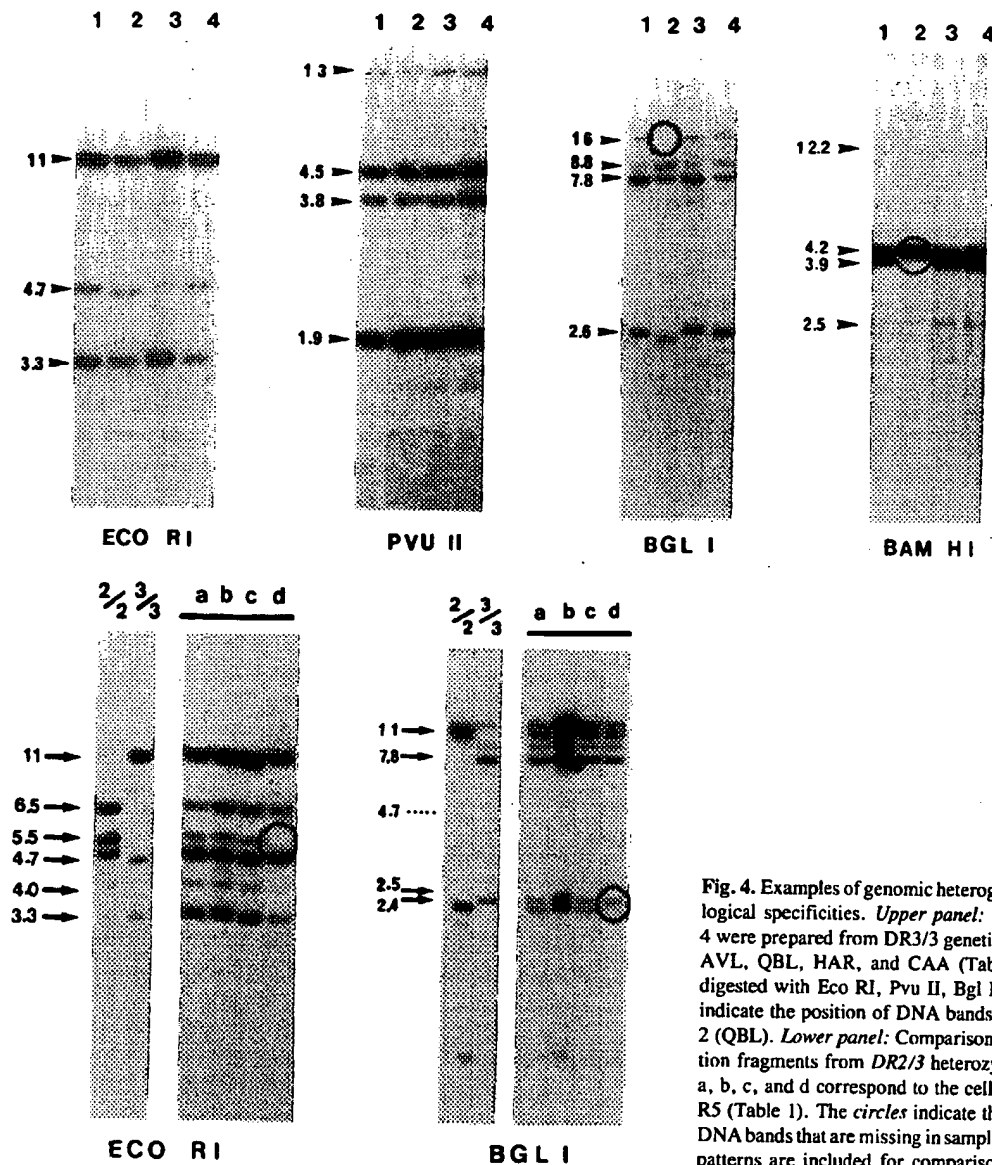 1 2 3 4
13
4.5
3.8
1.9
PVU II
1 2 3 4
11
4.7
3.3
ECO RI
1 2 3 4
16
8.8
7.8
2.6
BGL I
1 2 3 4
12.2
4.2
3.9
2.5
BAM HI
2/2 3/3 a b c d
11
6.5
5.5
4.7
4.0
3.3
ECO RI
2/2 3/3 a b c d
11
7.8
4.7
2.5
2.4
BGL I
Fig. 4. Examples of genomic heterog
logical specificities. Upper panel:
4 were prepared from DR3/3 geneti
AVL, QBL, HAR, and CAA (Tab
digested with Eco RI, Pvu II, Bgl I
indicate the position of DNA bands
2 (QBL). Lower panel: Comparison
tion fragments from DR2/3 heterozy
a, b, c, and d correspond to the cell
R5 (Table 1). The circles indicate th
DNA bands that are missing in sampl
patterns are included for compariso